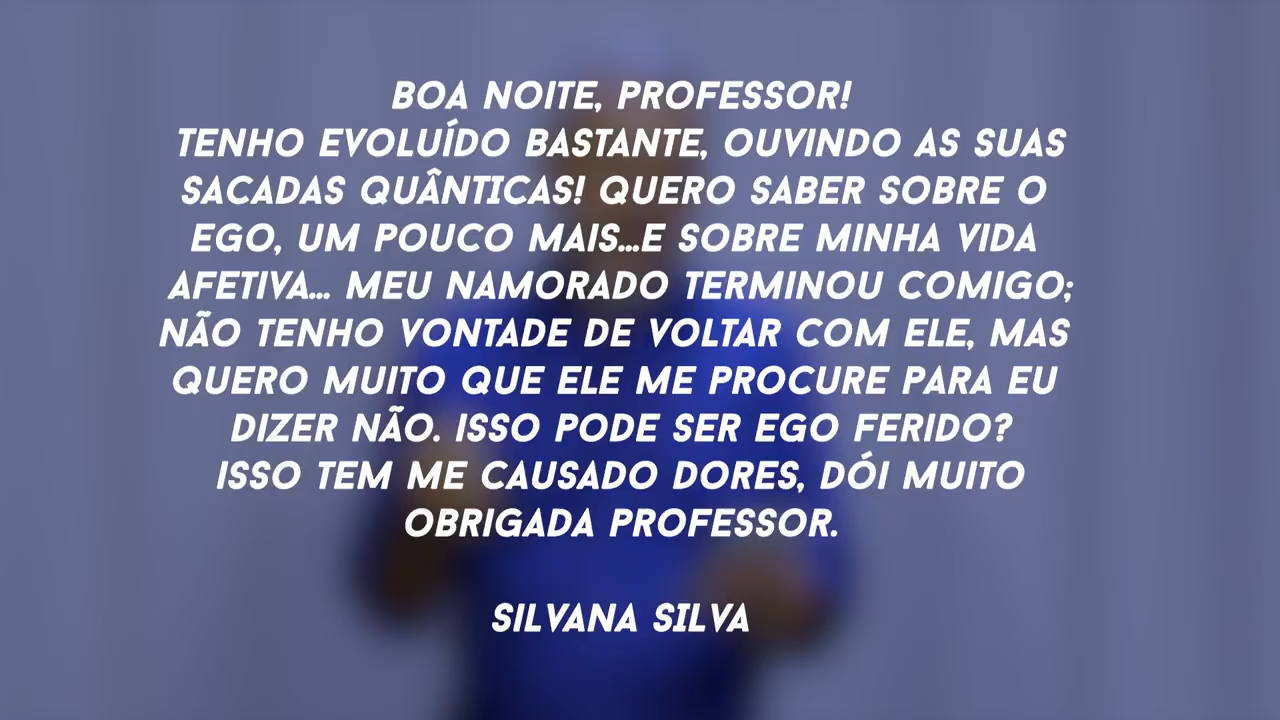 BOA NOITE, PROFESSOR!
TENHO EVOLUÍDO BASTANTE, OUVINDO AS SUAS
SACADAS QUÂNTICAS! QUERO SABER SOBRE O
EGO, UM POUCO MAIS...E SOBRE MINHA VIDA
AFETIVA... MEU NAMORADO TERMINOU COMIGO;
NÃO TENHO VONTADE DE VOLTAR COM ELE, MAS
QUERO MUITO QUE ELE ME PROCURE PARA EU
DIZER NÃO. ISSO PODE SER EGO FERIDO?
ISSO TEM ME CAUSADO DORES, DÓI MUITO
OBRIGADA PROFESSOR.
SILVANA SILVA